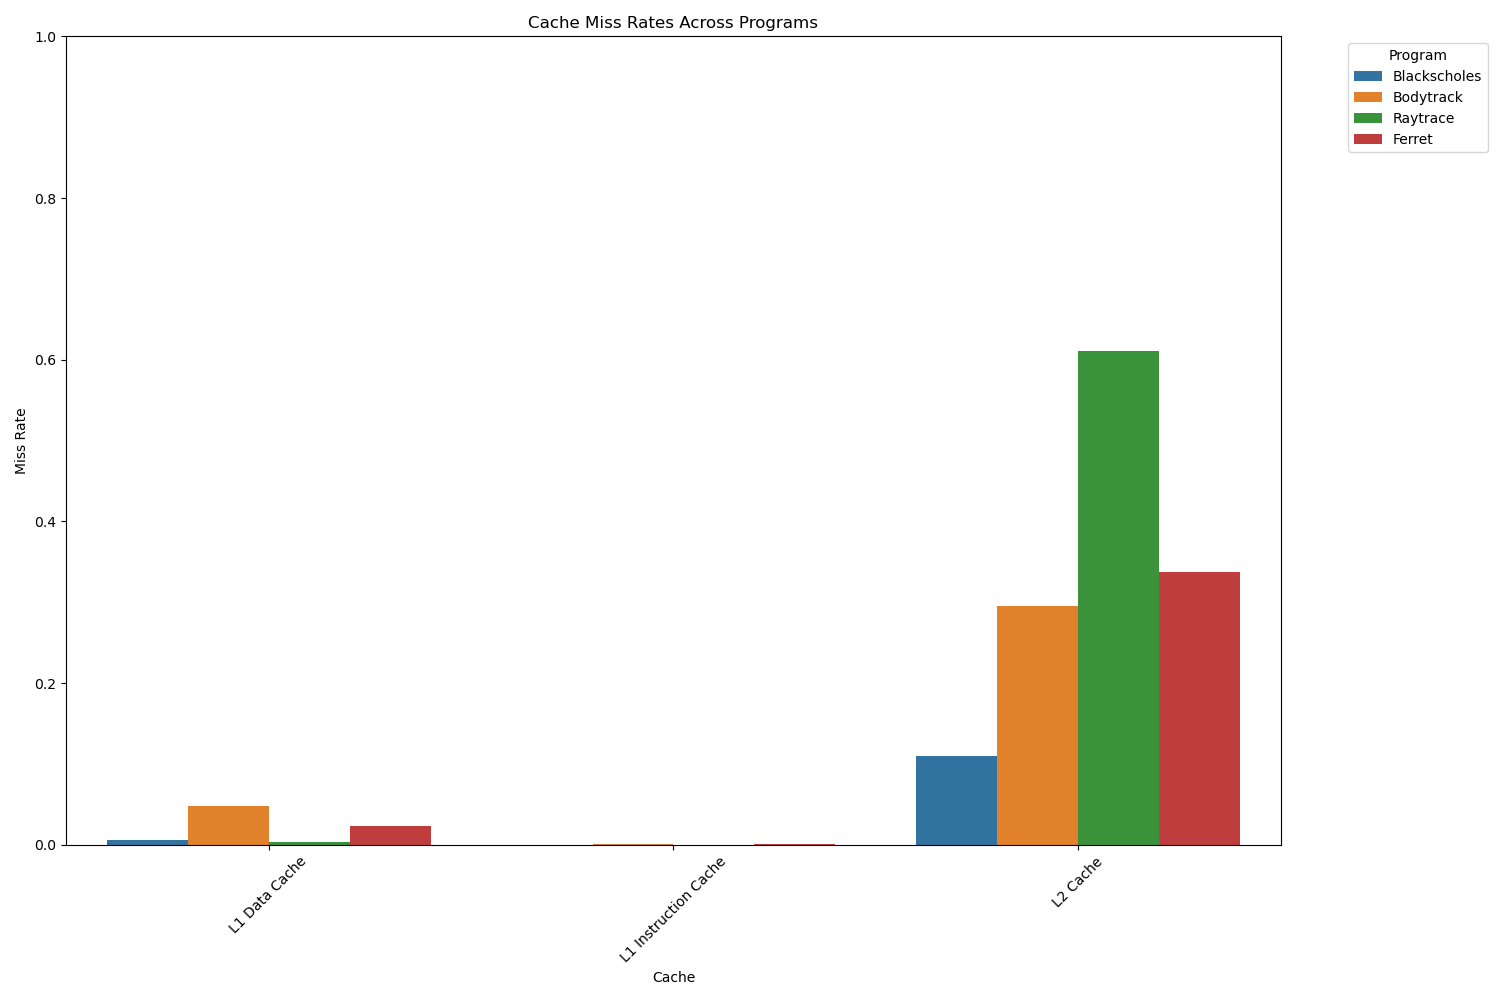 Cache Miss Rates Across Programs
Program
Blackscholes
Bodytrack
Raytrace
Ferret
1.0
0.8
0.6
0.4
0.2
0.0
Miss Rate
L1 Data Cache
L1 Instruction Cache
L2 Cache
Cache